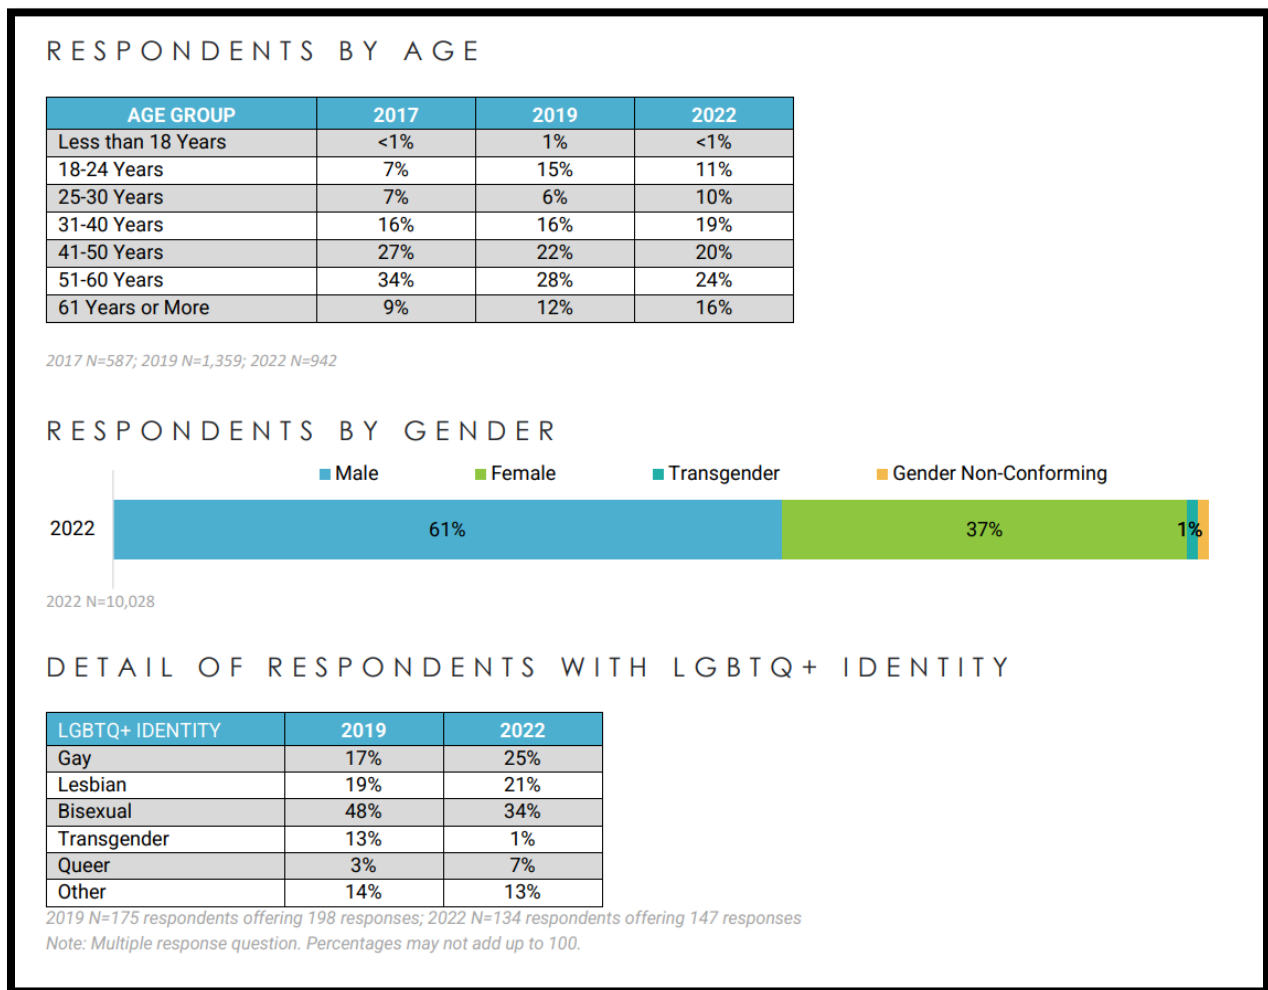 RESPONDENTS BY AGE
AGE GROUP 2017 2019 2022
Less than 18 Years <1% 1% <1%
18-24 Years 7% 15% 11%
25-30 Years 7% 6% 10%
31-40 Years 16% 16% 19%
41-50 Years 27% 22% 20%
51-60 Years 34% 28% 24%
61 Years or More 9% 12% 16%
2017 N=587; 2019 N=1,359; 2022 N=942
RESPONDENTS BY GENDER
Male Female Transgender Gender Non-Conforming
2022 61% 37% 1%
2022 N=10,028
DETAIL OF RESPONDENTS WITH LGBTQ+ IDENTITY
LGBTQ+ IDENTITY 2019 2022
Gay 17% 25%
Lesbian 19% 21%
Bisexual 48% 34%
Transgender 13% 1%
Queer 3% 7%
Other 14% 13%
2019 N=175 respondents offering 198 responses; 2022 N=134 respondents offering 147 responses
Note: Multiple response question. Percentages may not add up to 100.